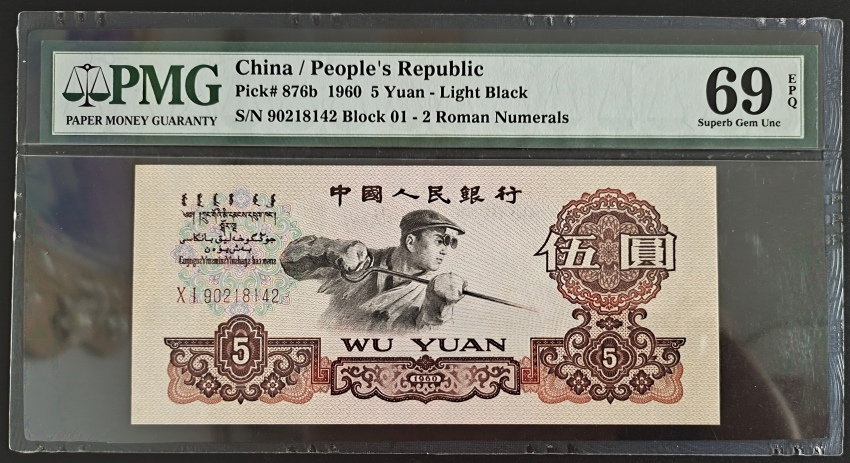 PMG
PAPER MONEY GUARANTY
China / People's Republic
Pick# 876b 1960 5 Yuan - Light Black
S/N 90218142 Block 01 - 2 Roman Numerals
69
EPQ
Superb Gem Unc
中國人民銀行
伍圓
X I 90218142
WU YUAN
5
1960
5